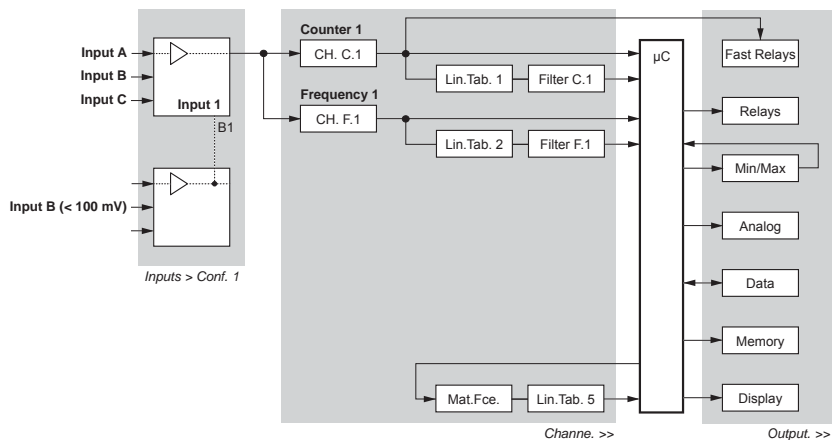 Input A
Input B
Input C
Input 1
B1
Input B (< 100 mV)
Inputs > Conf. 1
Counter 1
CH. C.1
Lin.Tab. 1
Filter C.1
Frequency 1
CH. F.1
Lin.Tab. 2
Filter F.1
Mat.Fce.
Lin.Tab. 5
Channe. >>
µC
Fast Relays
Relays
Min/Max
Analog
Data
Memory
Display
Output. >>